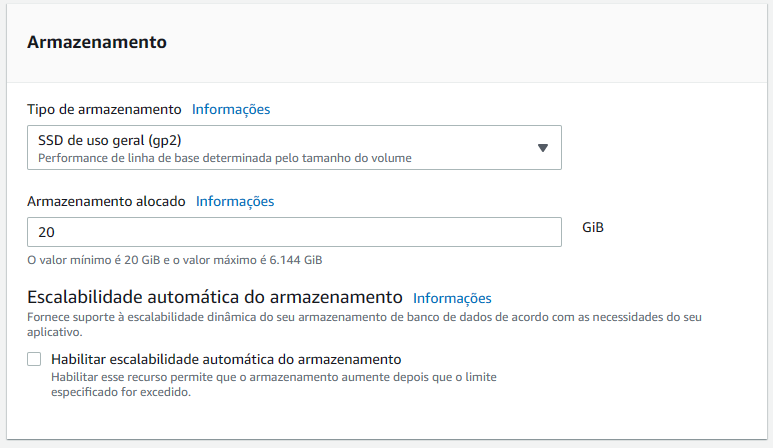 Armazenamento
Tipo de armazenamento Informações
SSD de uso geral (gp2)
Performance de linha de base determinada pelo tamanho do volume
Armazenamento alocado Informações
20 GiB
O valor mínimo é 20 GiB e o valor máximo é 6.144 GiB
Escalabilidade automática do armazenamento Informações
Fornece suporte à escalabilidade dinâmica do seu armazenamento de banco de dados de acordo com as necessidades do seu
aplicativo.
Habilitar escalabilidade automática do armazenamento
Habilitar esse recurso permite que o armazenamento aumente depois que o limite
especificado for excedido.